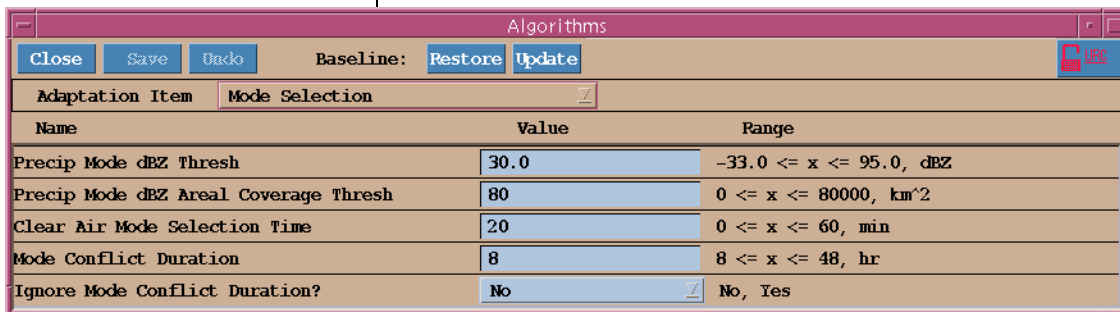 Algorithms
Close Save Undo Baseline: Restore Update URC
Adaptation Item Mode Selection
Name Value Range
Precip Mode dBZ Thresh 30.0 -33.0 <= x <= 95.0, dBZ
Precip Mode dBZ Areal Coverage Thresh 80 0 <= x <= 80000, km^2
Clear Air Mode Selection Time 20 0 <= x <= 60, min
Mode Conflict Duration 8 8 <= x <= 48, hr
Ignore Mode Conflict Duration? No No, Yes